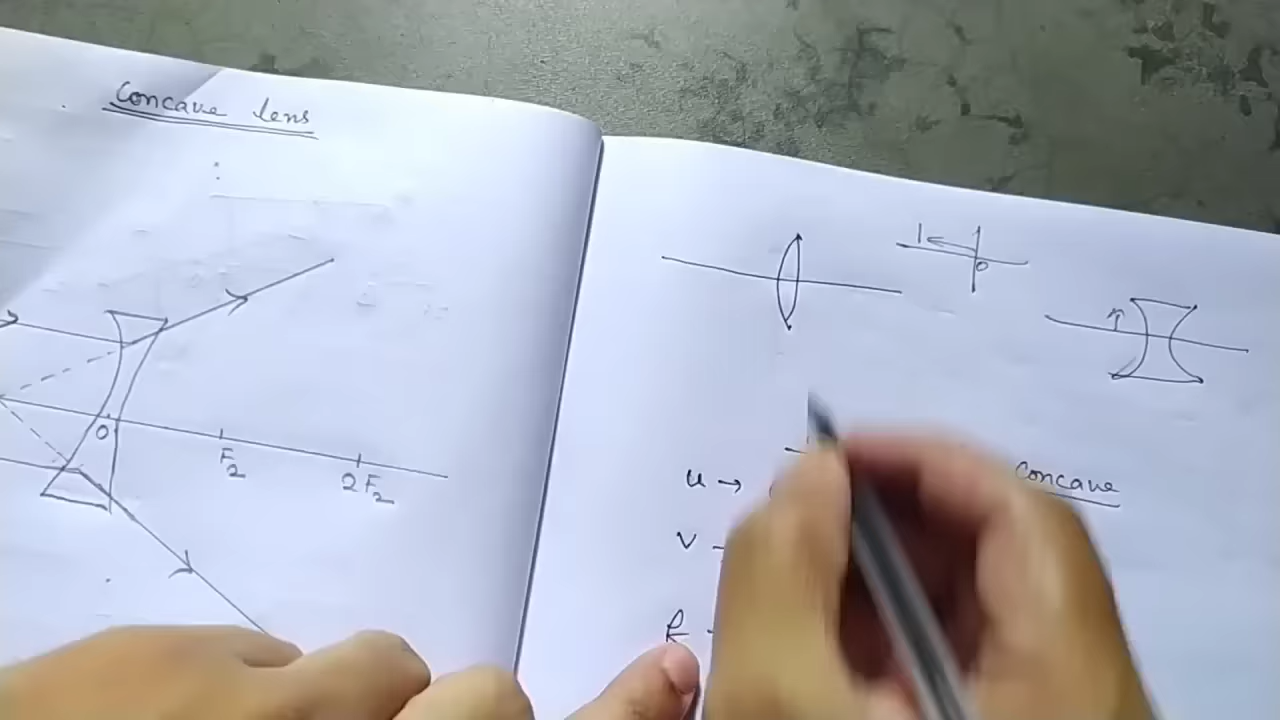 Concave lens
O
F2
2F2
O
u →
Concave
v
f